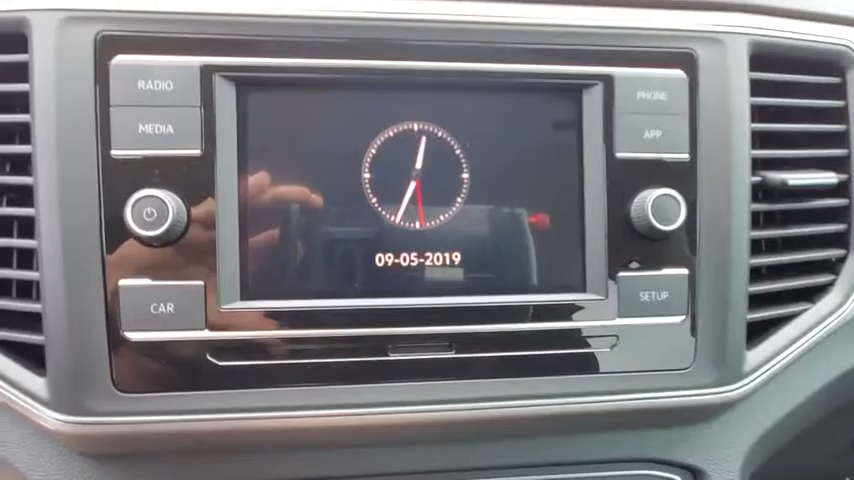 RADIO
MEDIA
PHONE
APP
09-05-2019
CAR
SETUP